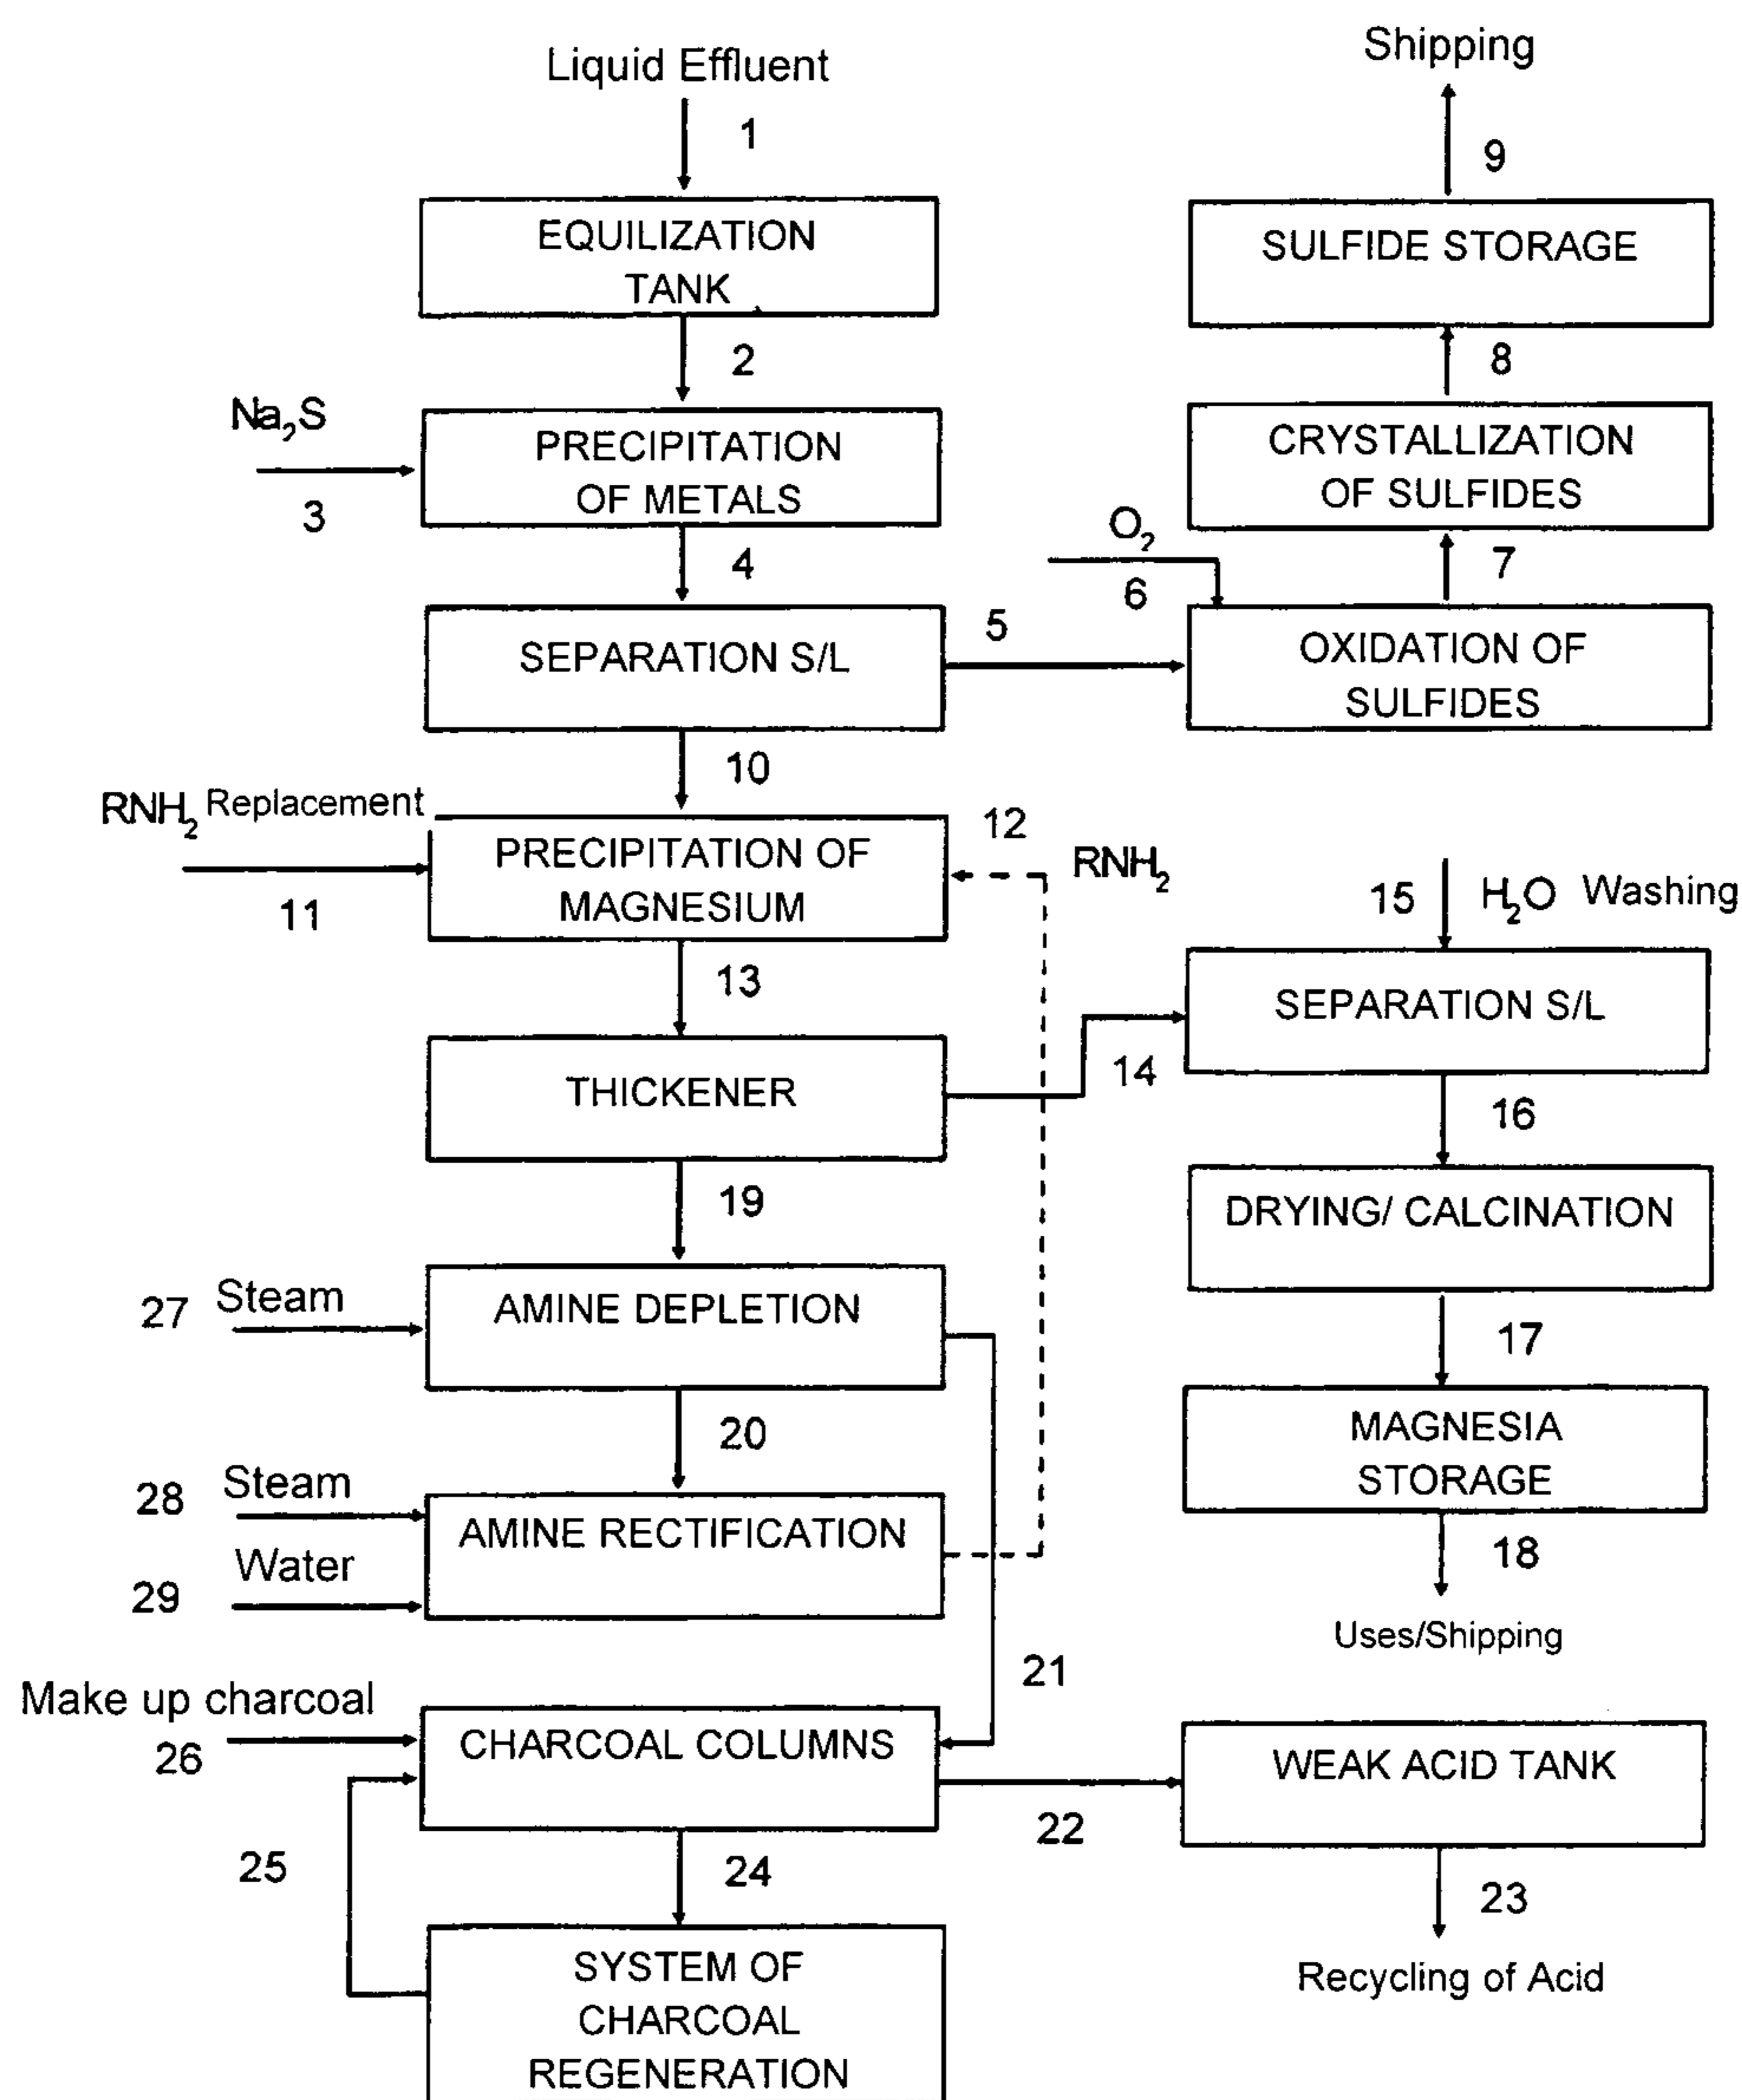 Liquid Effluent
1
EQUILIZATION
TANK
2
Na₂S
3
PRECIPITATION
OF METALS
4
SEPARATION S/L
5
O₂
6
OXIDATION OF
SULFIDES
7
CRYSTALLIZATION
OF SULFIDES
8
SULFIDE STORAGE
9
Shipping
10
RNH₂ Replacement
11
PRECIPITATION OF
MAGNESIUM
12
RNH₂
13
THICKENER
14
15
H₂O Washing
SEPARATION S/L
16
DRYING/ CALCINATION
17
MAGNESIA
STORAGE
18
Uses/Shipping
19
27 Steam
AMINE DEPLETION
20
28 Steam
29 Water
AMINE RECTIFICATION
21
Make up charcoal
26
CHARCOAL COLUMNS
22
WEAK ACID TANK
23
Recycling of Acid
24
25
SYSTEM OF
CHARCOAL
REGENERATION